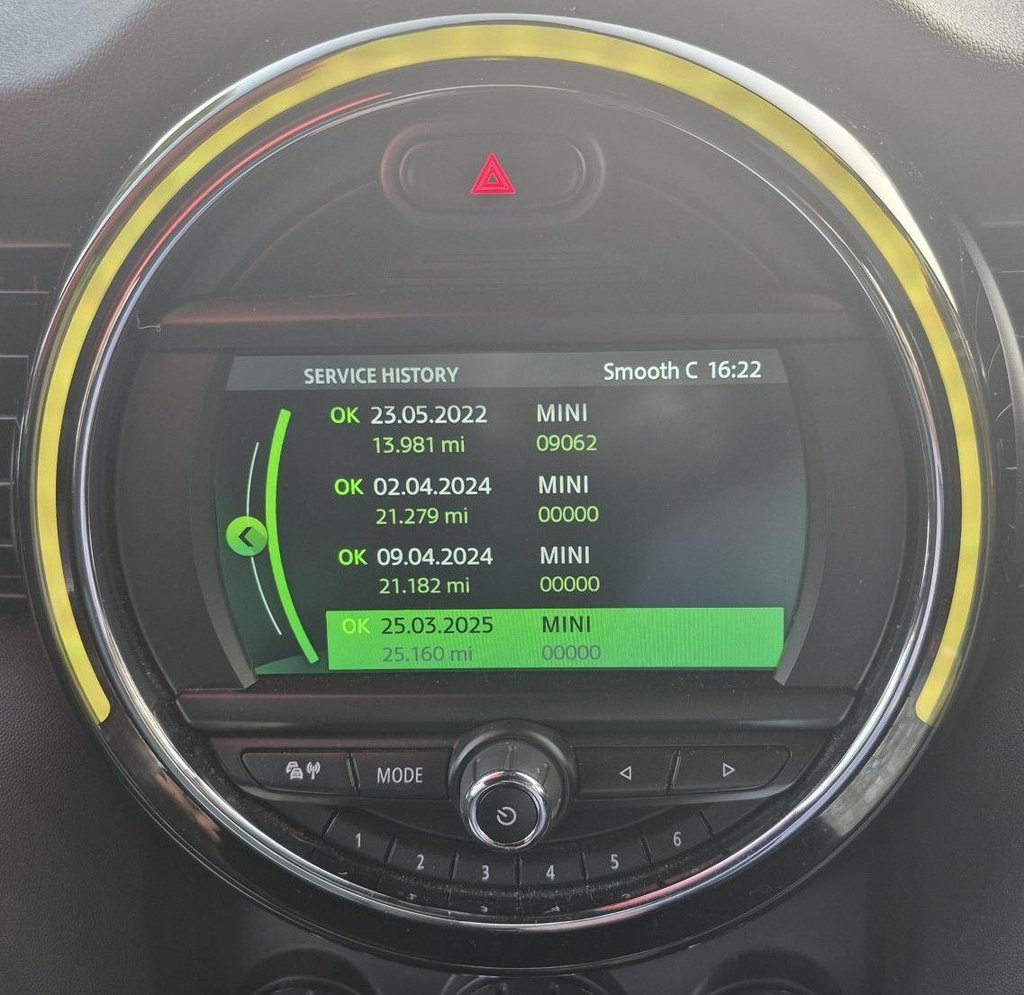 SERVICE HISTORY Smooth C 16:22
OK 23.05.2022 MINI
13.981 mi 09062
OK 02.04.2024 MINI
21.279 mi 00000
OK 09.04.2024 MINI
21.182 mi 00000
OK 25.03.2025 MINI
25.160 mi 00000
MODE
1 2 3 4 5 6